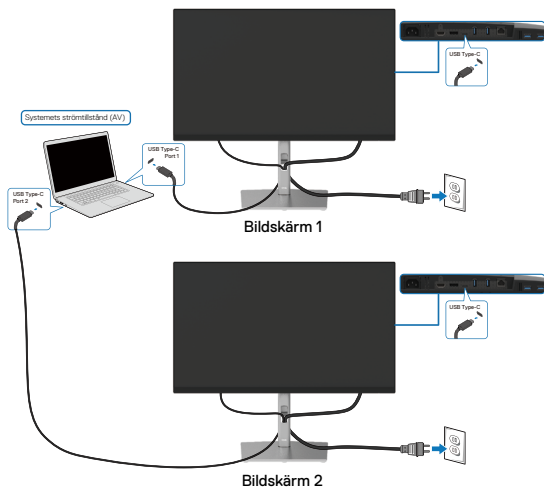 USB Type-C
Systemets strömtillstånd (AV)
USB Type-C
Port 1
USB Type-C
Port 2
Bildskärm 1
USB Type-C
Bildskärm 2